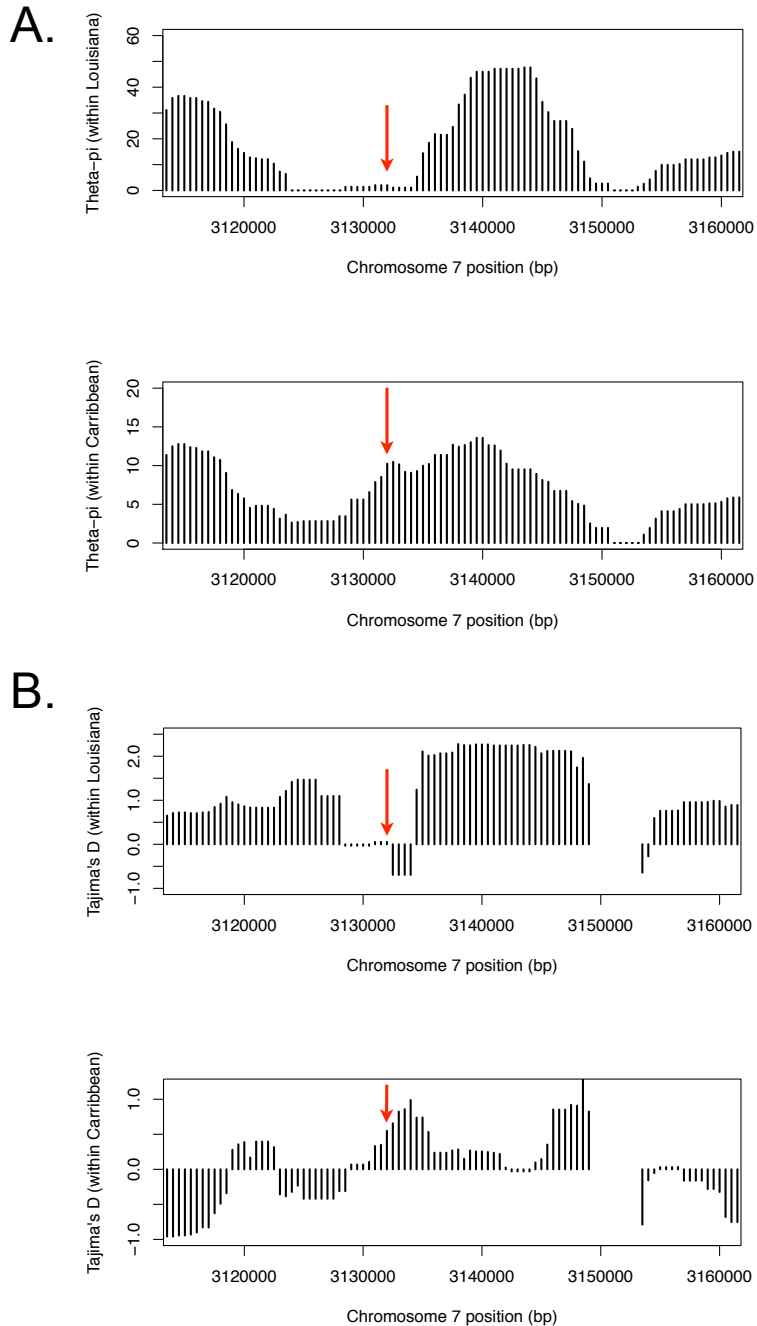 A.
Theta-pi (within Louisiana)
60
40
20
0
3120000 3130000 3140000 3150000 3160000
Chromosome 7 position (bp)
Theta-pi (within Carribbean)
20
15
10
5
0
3120000 3130000 3140000 3150000 3160000
Chromosome 7 position (bp)
B.
Tajima's D (within Louisiana)
2.0
1.0
0.0
-1.0
3120000 3130000 3140000 3150000 3160000
Chromosome 7 position (bp)
Tajima's D (within Carribbean)
1.0
0.0
-1.0
3120000 3130000 3140000 3150000 3160000
Chromosome 7 position (bp)